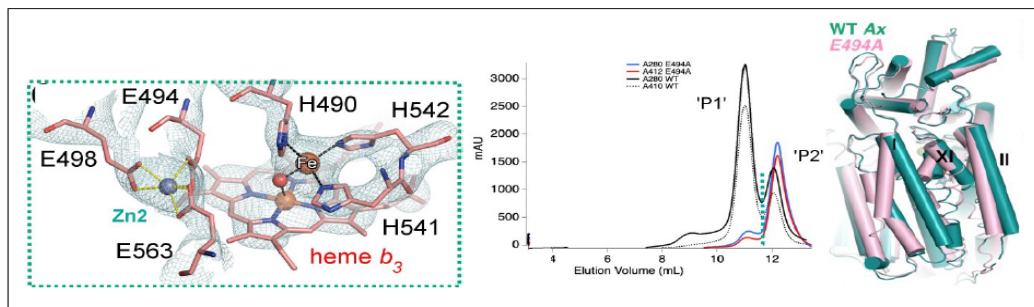 E494
H490
H542
E498
Fe
Zn2
E563
H541
heme b3
A280 E494A
A412 E494A
A280 WT
A410 WT
'P1'
'P2'
3000
2500
2000
1500
1000
500
0
mAU
4 6 8 10 12
Elution Volume (mL)
WT Ax
E494A
I XI II